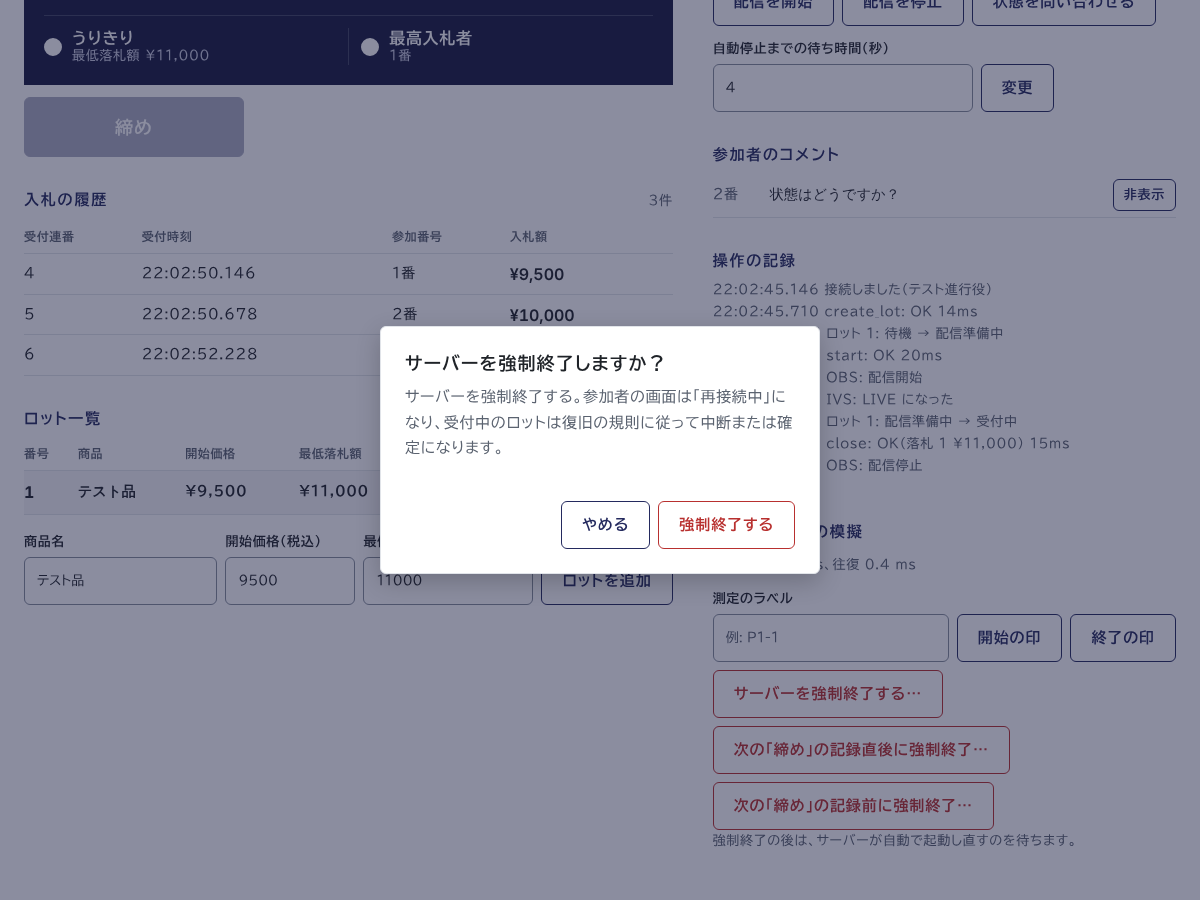 うりきり
最低落札額 ¥11,000
最高入札者
1番
締め
入札の履歴
3件
受付連番 受付時刻 参加番号 入札額
4 22:02:50.146 1番 ¥9,500
5 22:02:50.678 2番 ¥10,000
6 22:02:52.228
ロット一覧
番号 商品 開始価格 最低落札額
1 テスト品 ¥9,500 ¥11,000
商品名 開始価格(税込)
テスト品 9500 11000 ロットを追加
サーバーを強制終了しますか？
サーバーを強制終了する。参加者の画面は「再接続中」に
なり、受付中のロットは復旧の規則に従って中断または確
定になります。
やめる 強制終了する
配信を開始 配信を停止 状態を問い合わせる
自動停止までの待ち時間(秒)
4 変更
参加者のコメント
2番 状態はどうですか？ 非表示
操作の記録
22:02:45.146 接続しました(テスト進行役)
22:02:45.710 create_lot: OK 14ms
ロット 1: 待機 → 配信準備中
start: OK 20ms
OBS: 配信開始
IVS: LIVE になった
ロット 1: 配信準備中 → 受付中
close: OK(落札 1 ¥11,000) 15ms
OBS: 配信停止
の模擬
、往復 0.4 ms
測定のラベル
例: P1-1 開始の印 終了の印
サーバーを強制終了する…
次の「締め」の記録直後に強制終了…
次の「締め」の記録前に強制終了…
強制終了の後は、サーバーが自動で起動し直すのを待ちます。